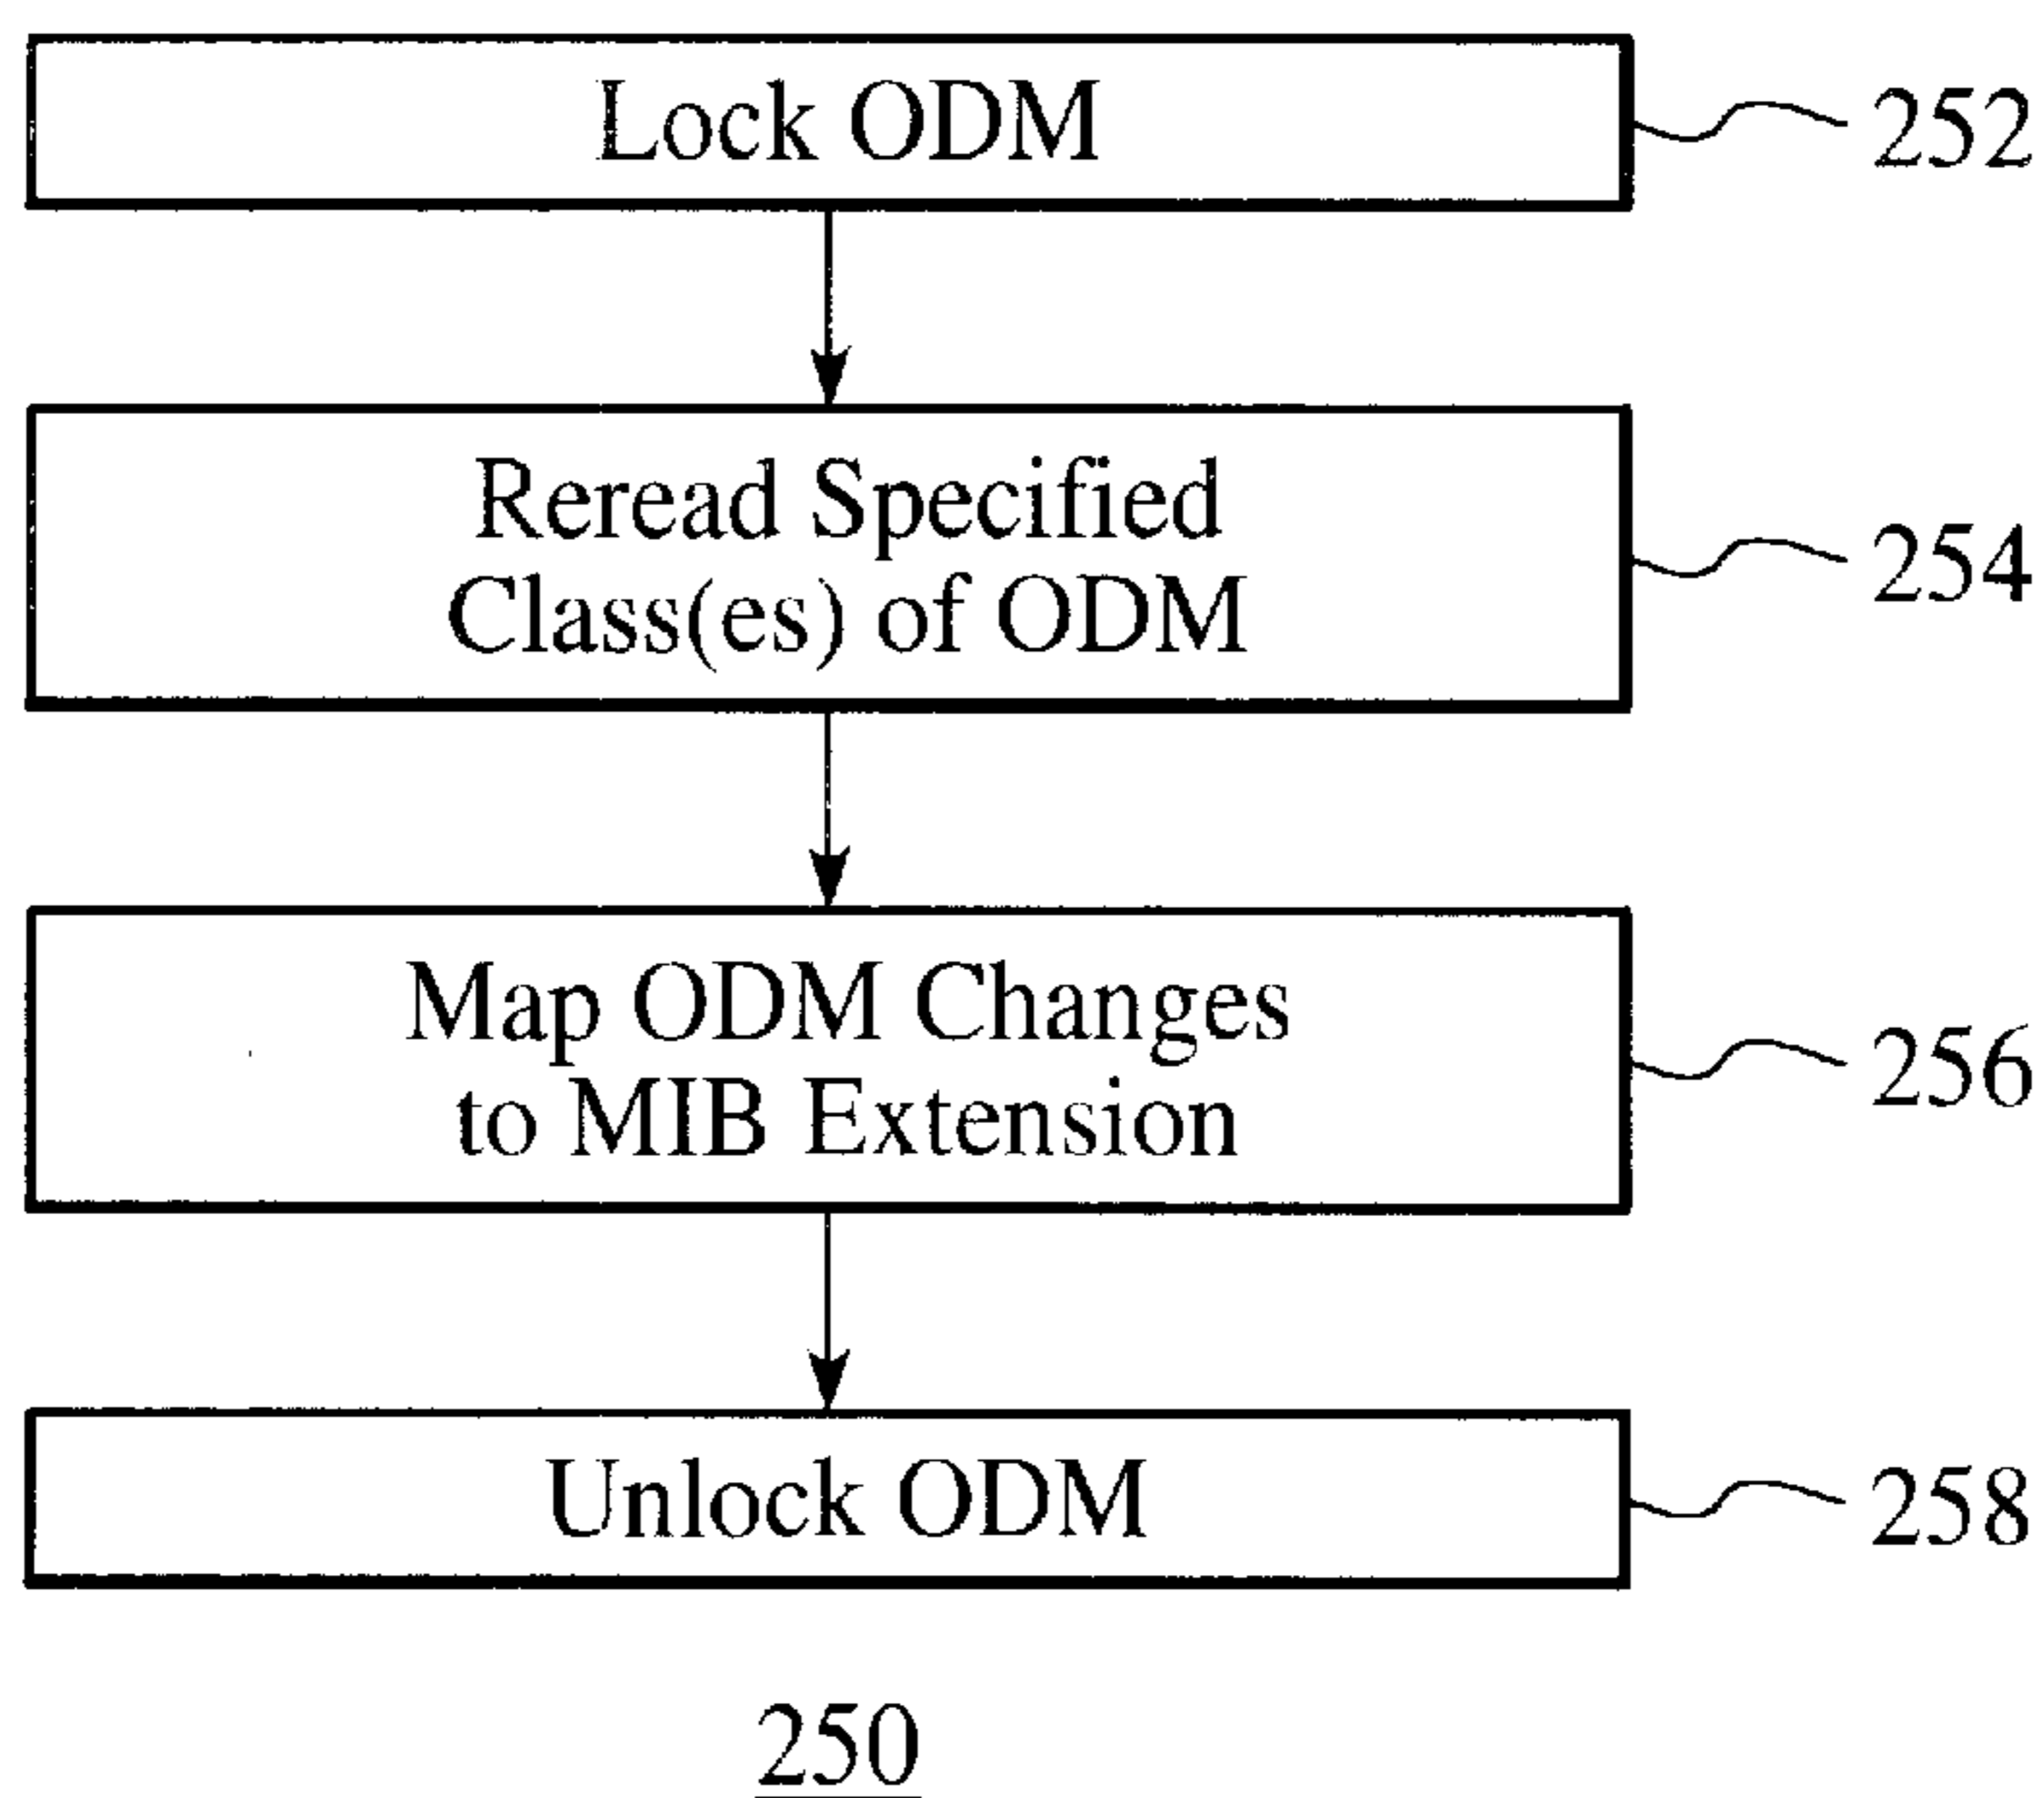 Lock ODM
252
Reread Specified
Class(es) of ODM
254
Map ODM Changes
to MIB Extension
256
Unlock ODM
258
250